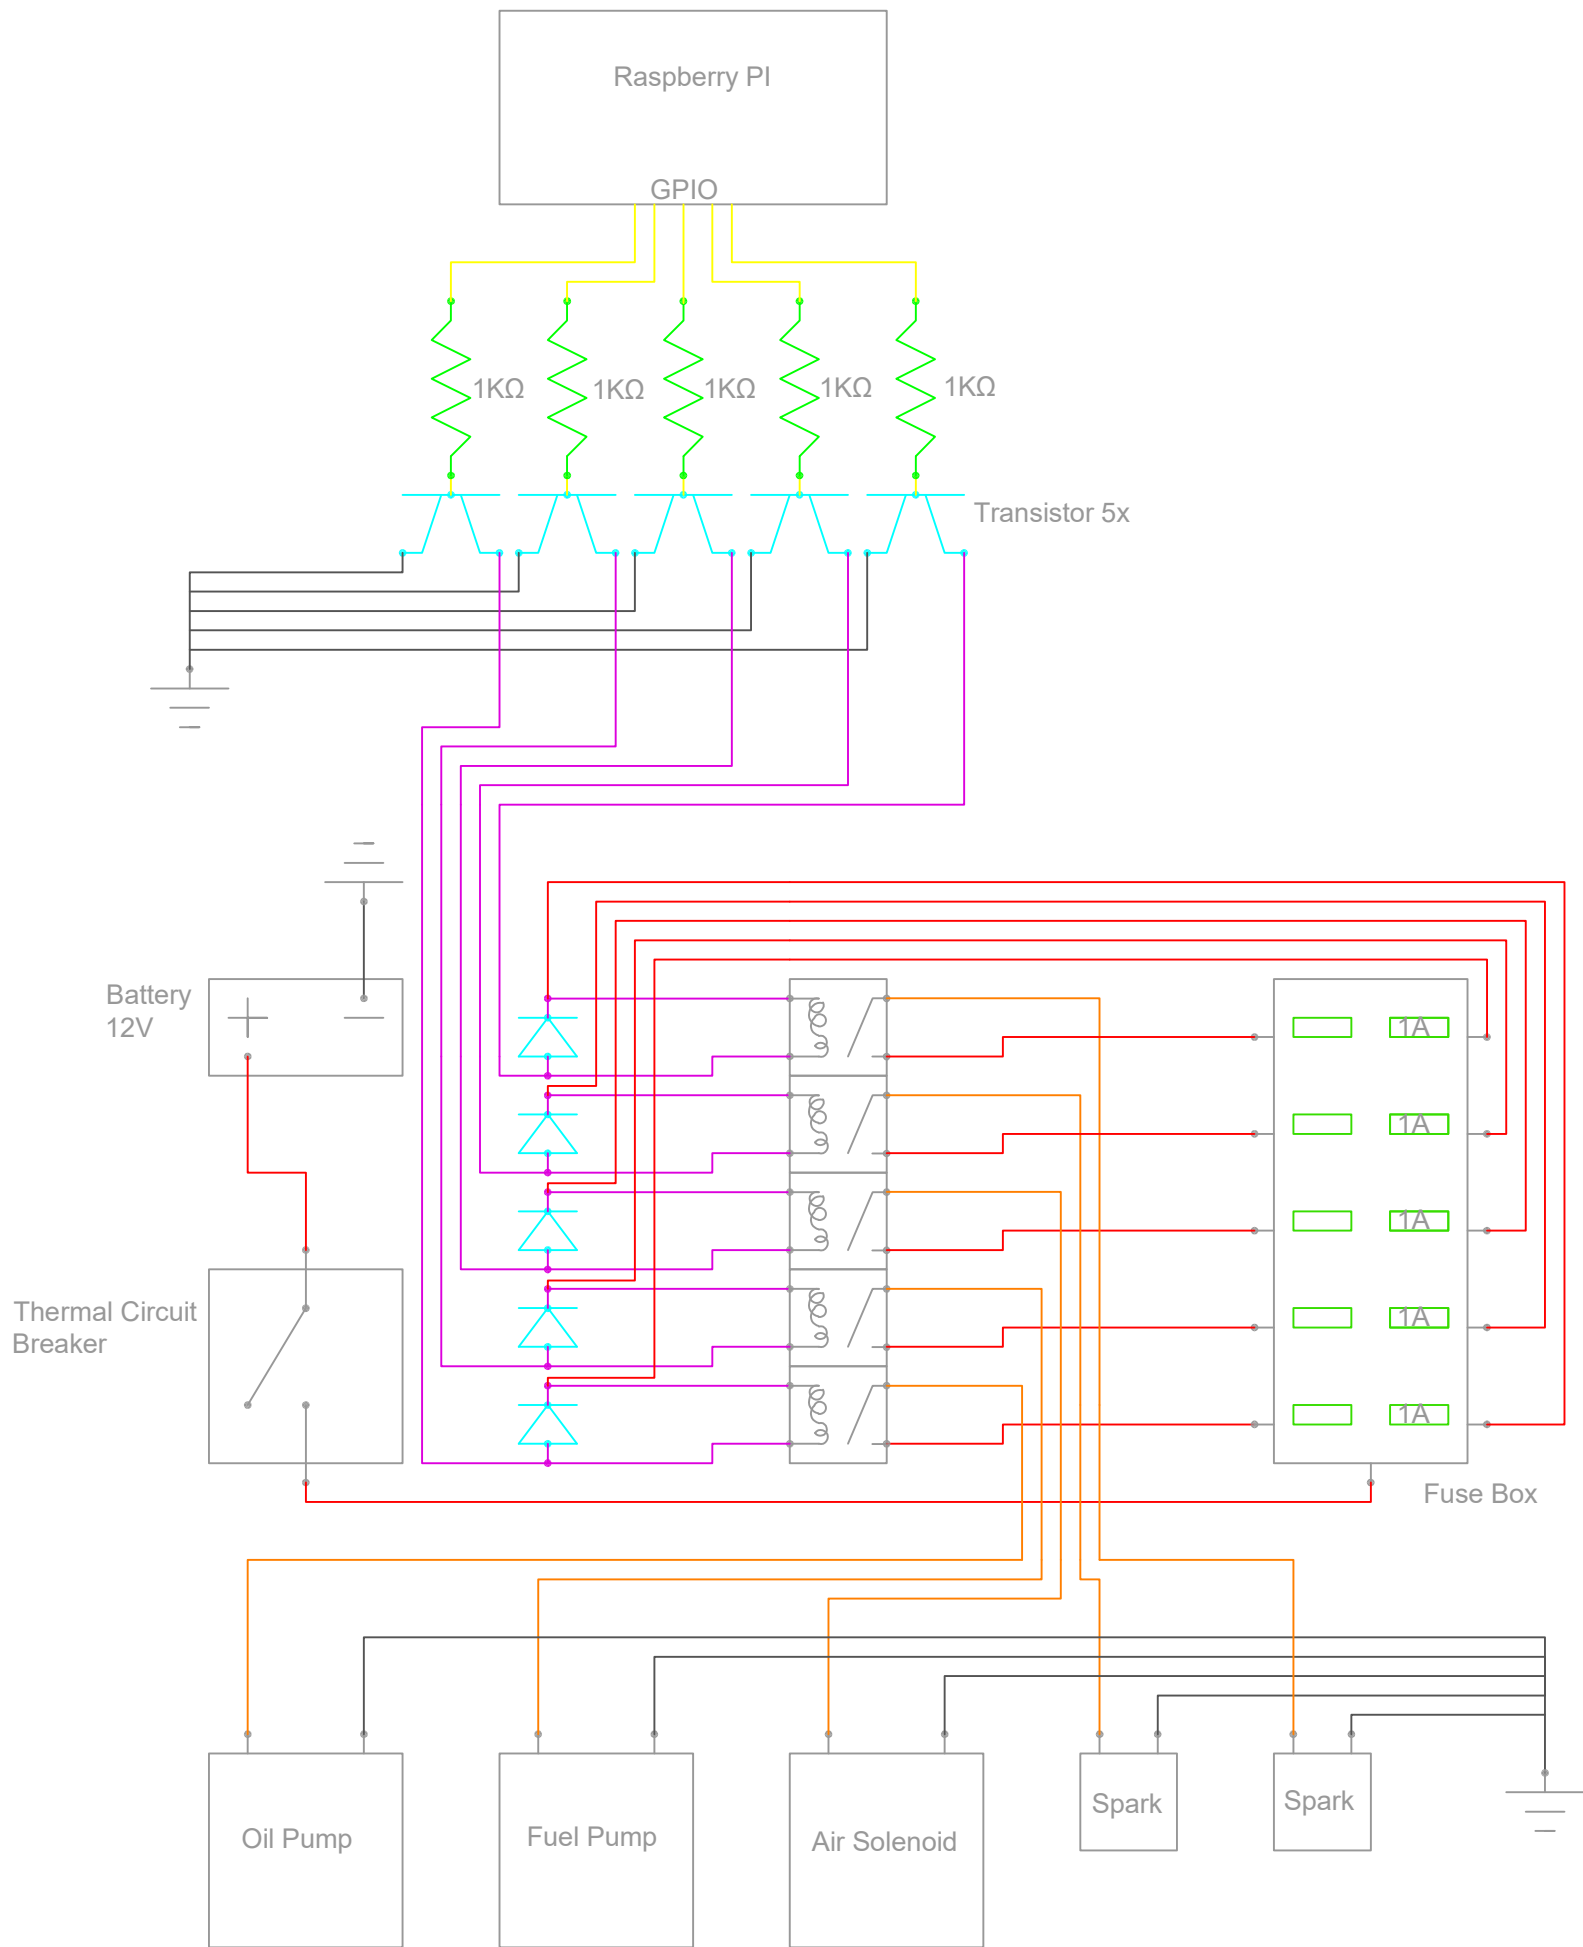 Raspberry PI
GPIO
1KΩ
1KΩ
1KΩ
1KΩ
1KΩ
Transistor 5x
Battery
12V
1A
1A
1A
1A
1A
Thermal Circuit
Breaker
Fuse Box
Oil Pump
Fuel Pump
Air Solenoid
Spark
Spark